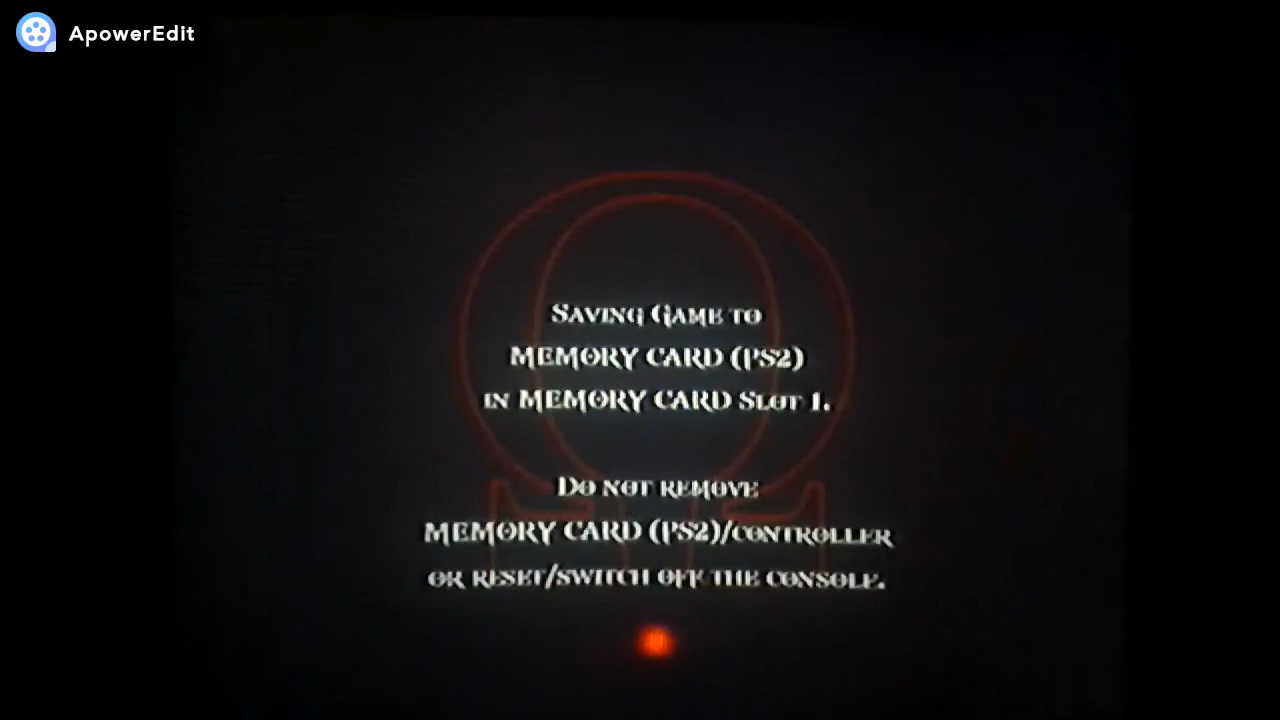 ApowerEdit
Saving Game to
MEMORY CARD (PS2)
in MEMORY CARD Slot 1.
Do not remove
MEMORY CARD (PS2)/controller
or reset/switch off the console.